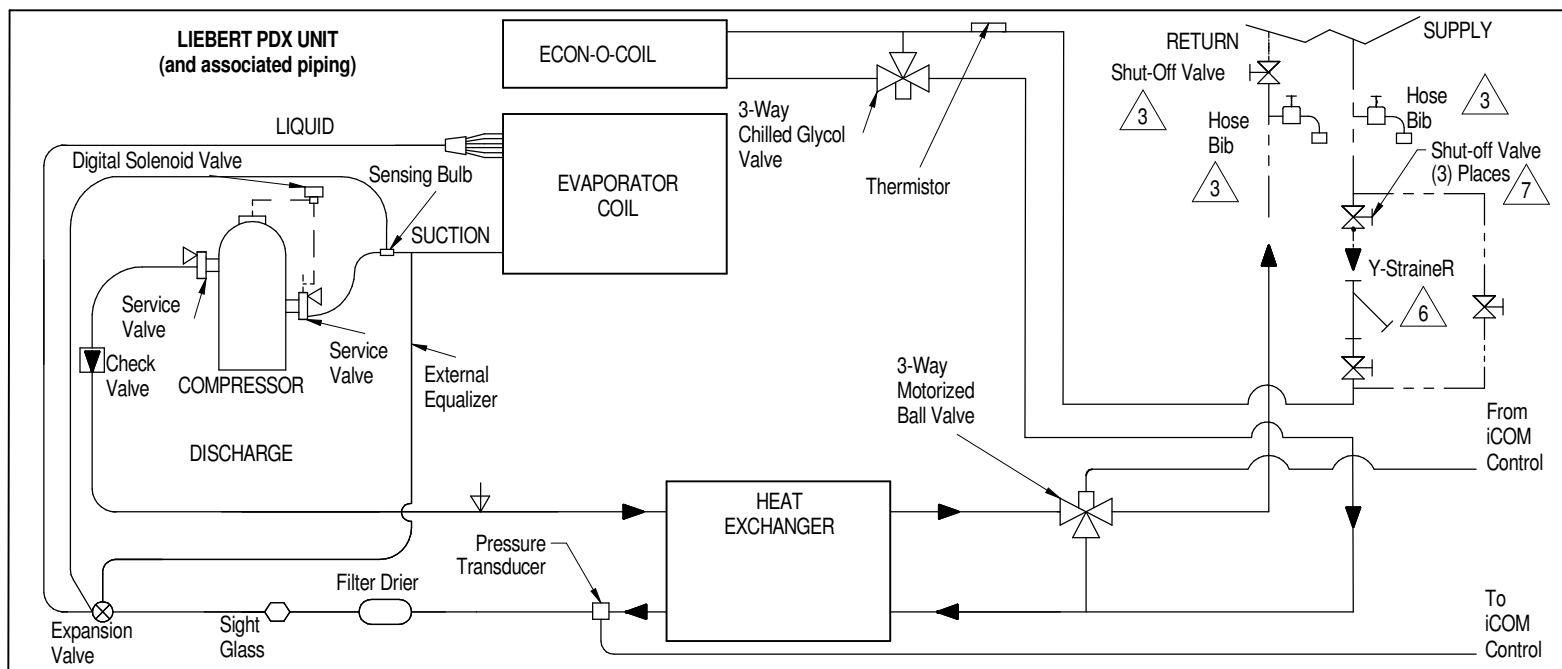 LIEBERT PDX UNIT
(and associated piping)
ECON-O-COIL
RETURN
SUPPLY
Shut-Off Valve
3
Hose
Bib
3
Hose
Bib
3
3-Way
Chilled Glycol
Valve
Thermistor
Shut-off Valve
(3) Places
7
LIQUID
Digital Solenoid Valve
Sensing Bulb
EVAPORATOR
COIL
SUCTION
Y-StraineR
6
Service
Valve
Service
Valve
Check
Valve
COMPRESSOR
External
Equalizer
3-Way
Motorized
Ball Valve
From
iCOM
Control
DISCHARGE
HEAT
EXCHANGER
Pressure
Transducer
Filter Drier
Sight
Glass
Expansion
Valve
To
iCOM
Control